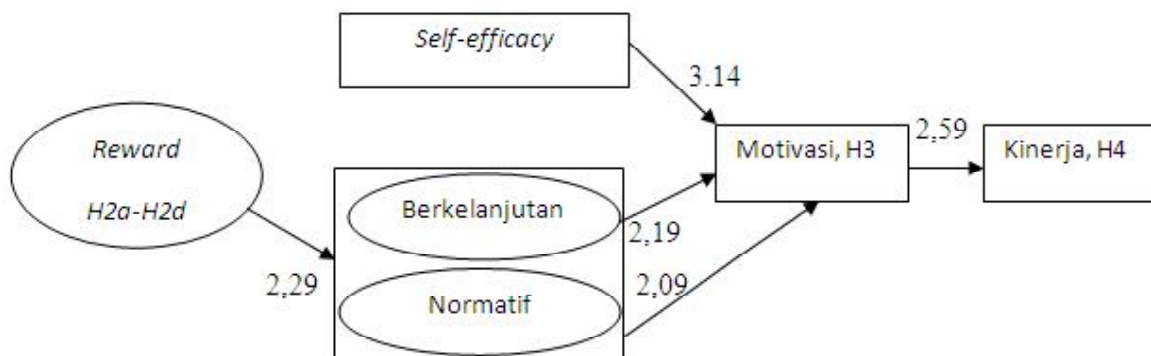 Self-efficacy
3.14
Reward
H2a-H2d
Motivasi, H3
2,59
Kinerja, H4
Berkelanjutan
2,19
2,29
Normatif
2,09